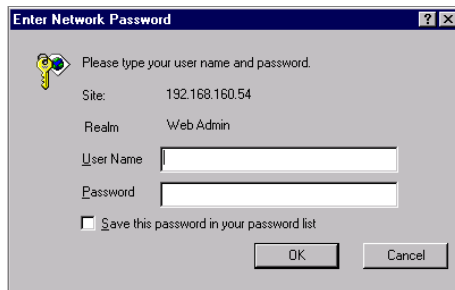 Enter Network Password
Please type your user name and password.
Site: 192.168.160.54
Realm Web Admin
User Name
Password
Save this password in your password list
OK Cancel